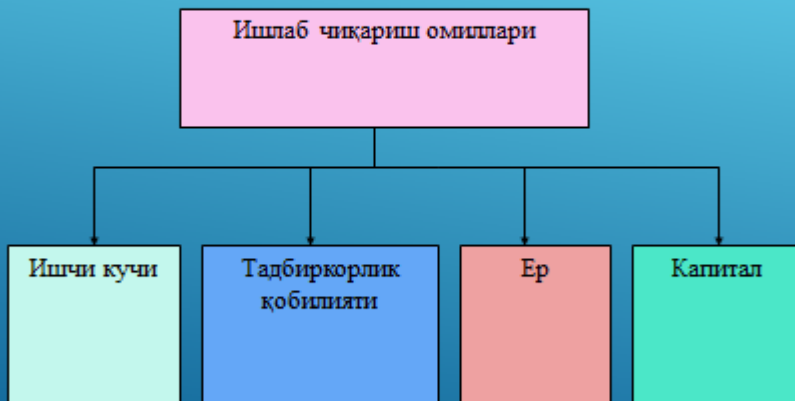 Ишлаб чиқариш омиллари
Ишчи кучи
Тадбиркорлик
қобилияти
Ер
Капитал